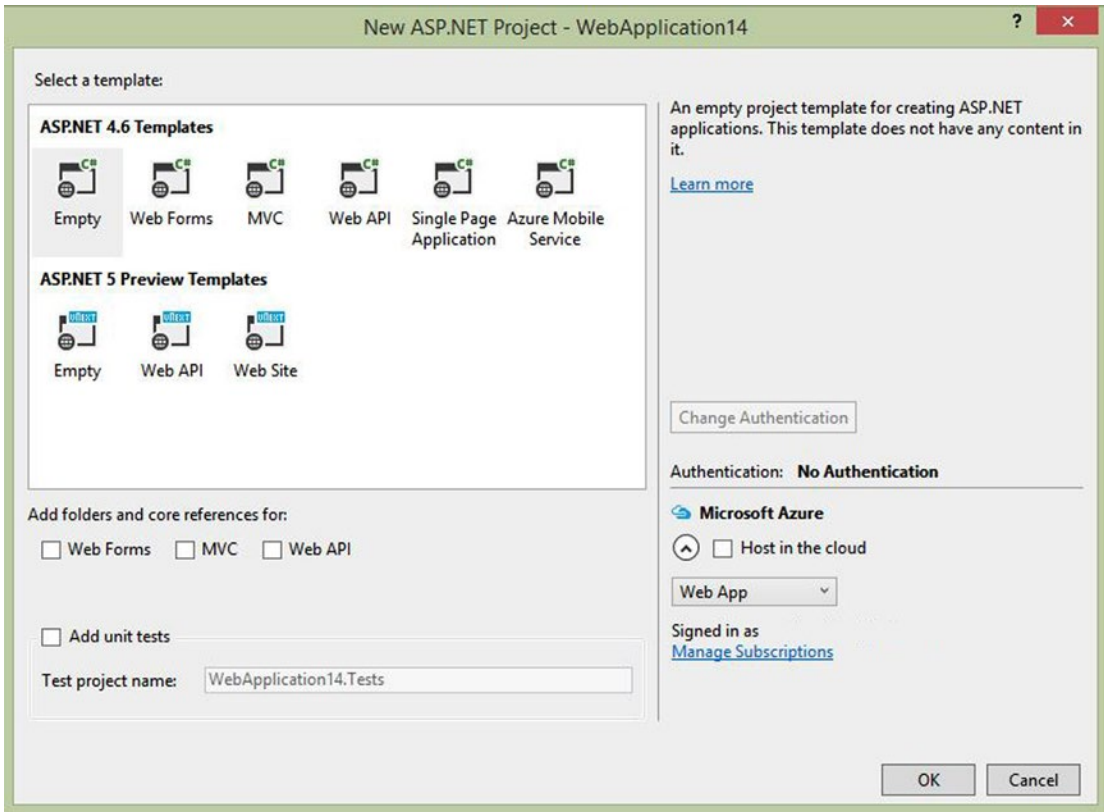 New ASP.NET Project - WebApplication14
?
×
Select a template:
ASP.NET 4.6 Templates
C# C# C# C# C# C#
Empty Web Forms MVC Web API Single Page Application Azure Mobile Service
ASP.NET 5 Preview Templates
Empty Web API Web Site
Add folders and core references for:
Web Forms MVC Web API
Add unit tests
Test project name: WebApplication14.Tests
An empty project template for creating ASP.NET
applications. This template does not have any content in
it.
Learn more
Change Authentication
Authentication: No Authentication
Microsoft Azure
Host in the cloud
Web App
Signed in as
Manage Subscriptions
OK Cancel